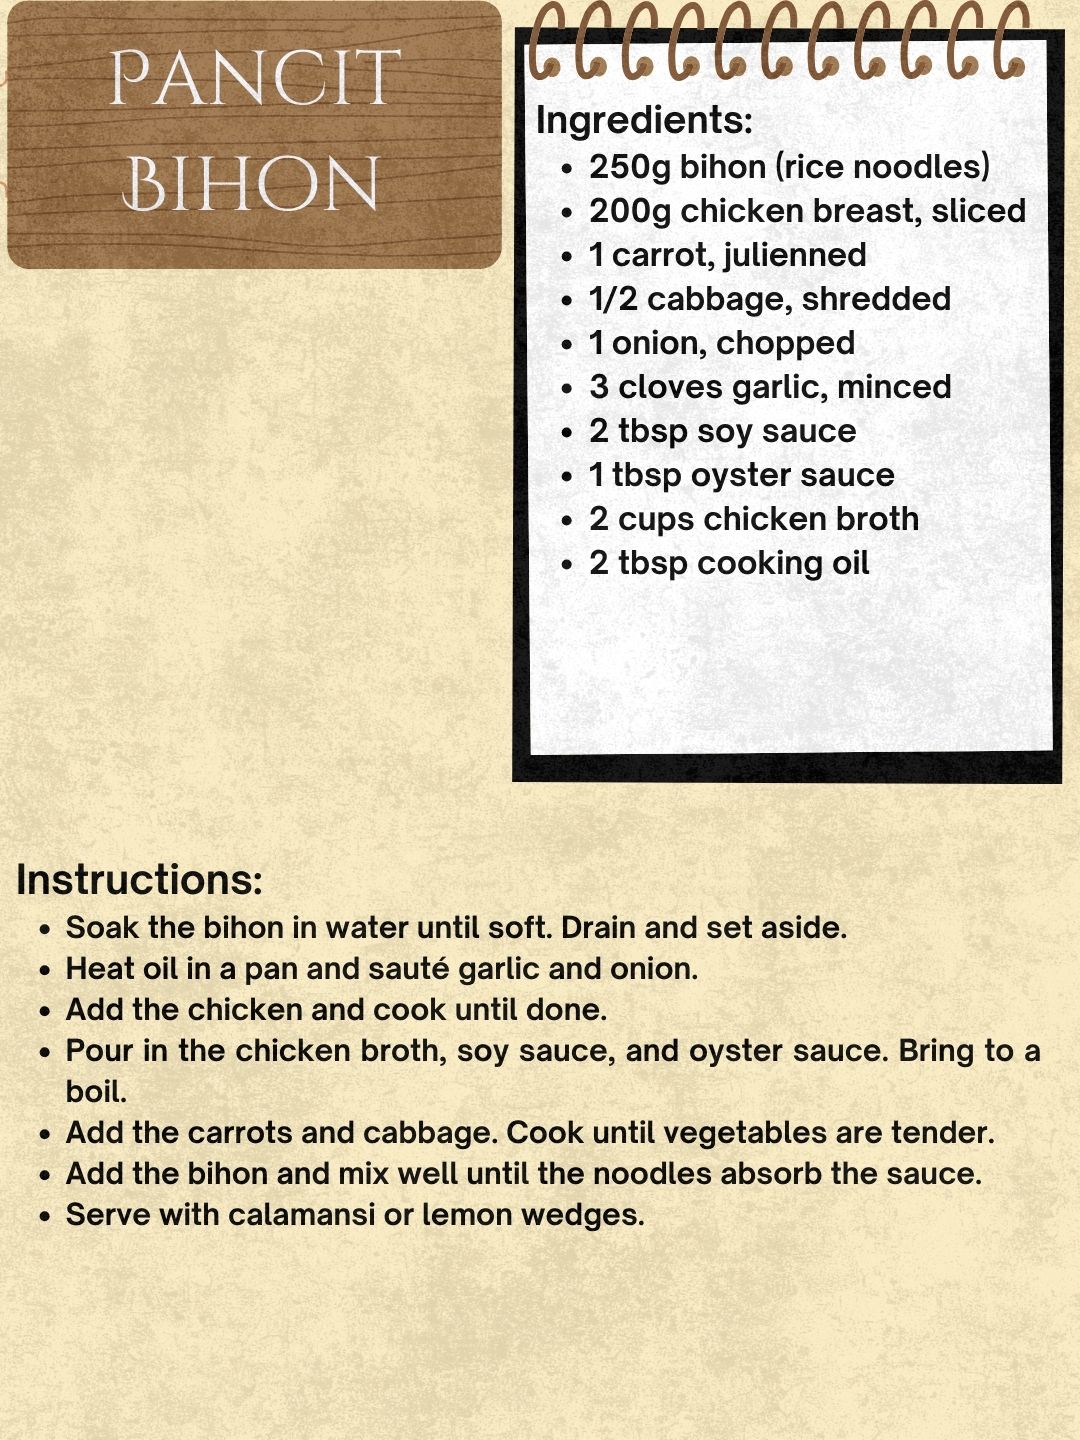 PANCIT
BIHON
Ingredients:
• 250g bihon (rice noodles)
• 200g chicken breast, sliced
• 1 carrot, julienned
• 1/2 cabbage, shredded
• 1 onion, chopped
• 3 cloves garlic, minced
• 2 tbsp soy sauce
• 1 tbsp oyster sauce
• 2 cups chicken broth
• 2 tbsp cooking oil
Instructions:
• Soak the bihon in water until soft. Drain and set aside.
• Heat oil in a pan and sauté garlic and onion.
• Add the chicken and cook until done.
• Pour in the chicken broth, soy sauce, and oyster sauce. Bring to a
boil.
• Add the carrots and cabbage. Cook until vegetables are tender.
• Add the bihon and mix well until the noodles absorb the sauce.
• Serve with calamansi or lemon wedges.